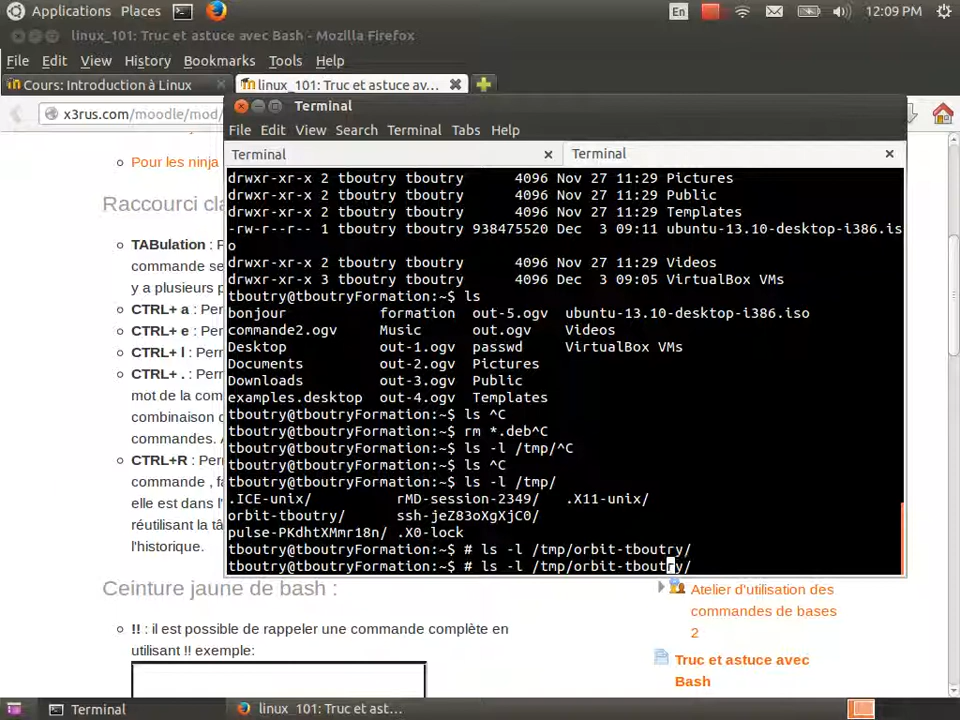 Applications Places
En
12:09 PM
linux_101: Truc et astuce avec Bash - Mozilla Firefox
File Edit View History Bookmarks Tools Help
Cours: Introduction à Linux
linux_101: Truc et astuce av...
x3rus.com/moodle/mod/
Terminal
File Edit View Search Terminal Tabs Help
Terminal
Terminal
Pour les ninja
Raccourci cla
TABulation : P
commande se
y a plusieurs p
CTRL+ a : Per
CTRL+ e : Per
CTRL+ l : Perr
CTRL+ . : Perr
mot de la com
combinaison c
commandes. A
CTRL+R : Per
commande , fa
elle est dans l'
réutilisant la tâ
l'historique.
drwxr-xr-x 2 tboutry tboutry 4096 Nov 27 11:29 Pictures
drwxr-xr-x 2 tboutry tboutry 4096 Nov 27 11:29 Public
drwxr-xr-x 2 tboutry tboutry 4096 Nov 27 11:29 Templates
-rw-r--r-- 1 tboutry tboutry 938475520 Dec 3 09:11 ubuntu-13.10-desktop-i386.is
o
drwxr-xr-x 2 tboutry tboutry 4096 Nov 27 11:29 Videos
drwxr-xr-x 3 tboutry tboutry 4096 Dec 3 09:05 VirtualBox VMs
tboutry@tboutryFormation:~$ ls
bonjour formation out-5.ogv ubuntu-13.10-desktop-i386.iso
commande2.ogv Music out.ogv Videos
Desktop out-1.ogv passwd VirtualBox VMs
Documents out-2.ogv Pictures
Downloads out-3.ogv Public
examples.desktop out-4.ogv Templates
tboutry@tboutryFormation:~$ ls ^C
tboutry@tboutryFormation:~$ rm *.deb^C
tboutry@tboutryFormation:~$ ls -l /tmp/^C
tboutry@tboutryFormation:~$ ls ^C
tboutry@tboutryFormation:~$ ls -l /tmp/
.ICE-unix/ rMD-session-2349/ .X11-unix/
orbit-tboutry/ ssh-jeZ83oXgXjC0/
pulse-PKdhtXMmr18n/ .X0-lock
tboutry@tboutryFormation:~$ # ls -l /tmp/orbit-tboutry/
tboutry@tboutryFormation:~$ # ls -l /tmp/orbit-tboutry/
Ceinture jaune de bash :
!! : il est possible de rappeler une commande complète en
utilisant !! exemple:
Atelier d'utilisation des
commandes de bases
2
Truc et astuce avec
Bash
Terminal
linux_101: Truc et ast...